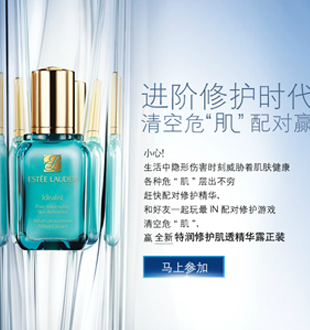 进阶修护时代
清空危“肌”配对赢
小心!
生活中隐形伤害时刻威胁着肌肤健康
各种危“肌”层出不穷
赶快配对修护精华。
和好友一起玩最IN配对修护游戏
清空危“肌”,
赢 全新 特润修护肌透精华露正装
马上参加
ESTEE LAUDER
Idealist